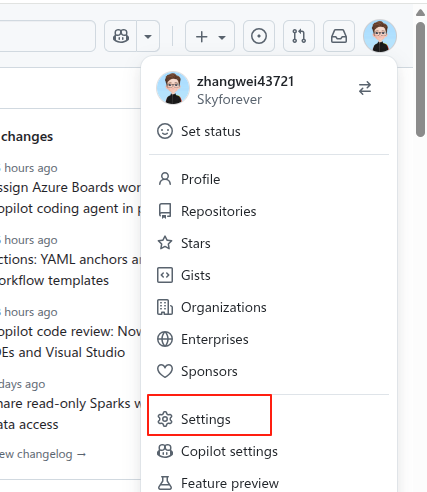 zhangwei43721
Skyforever
Set status
changes
hours ago
ssign Azure Boards wor
opilot coding agent in p
hours ago
ctions: YAML anchors a
orkflow templates
hours ago
opilot code review: Now
DEs and Visual Studio
days ago
hare read-only Sparks w
ata access
ew changelog →
Profile
Repositories
Stars
Gists
Organizations
Enterprises
Sponsors
Settings
Copilot settings
Feature preview